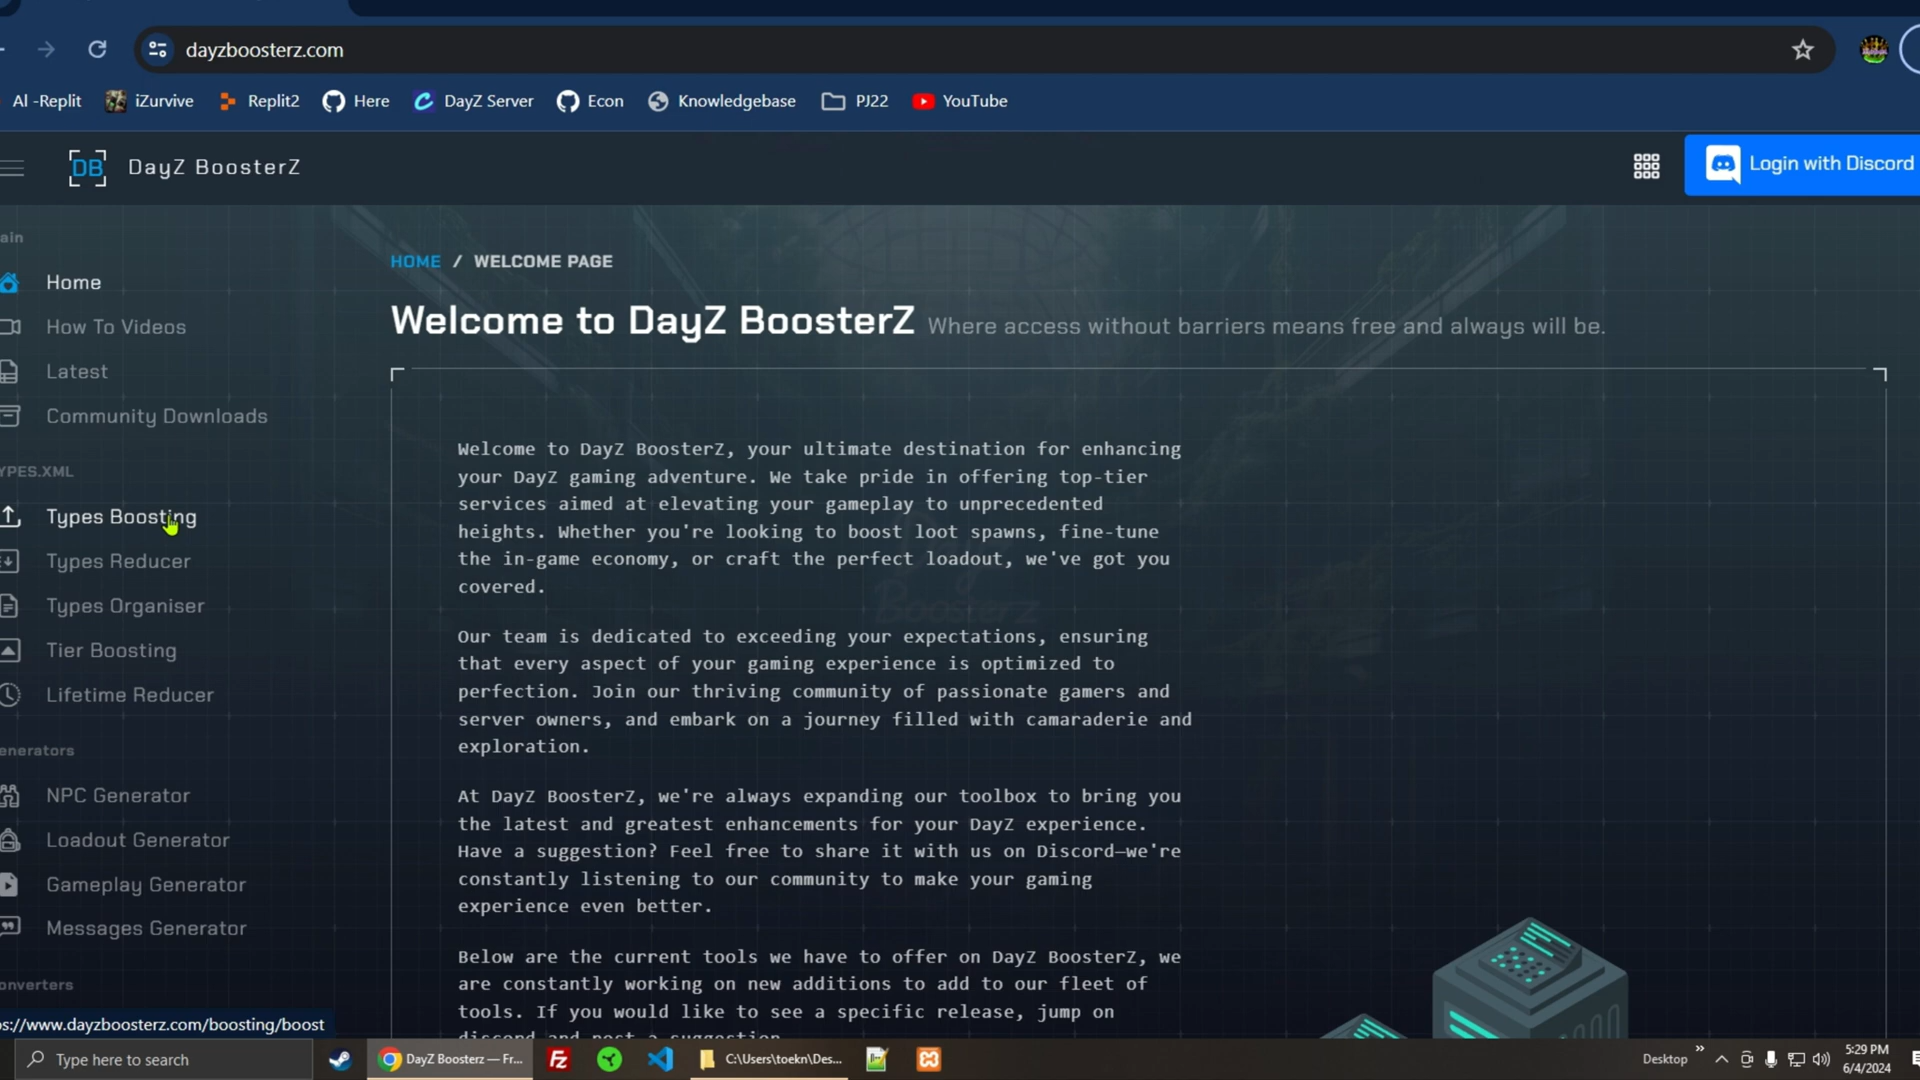 dayzboosterz.com
AI -Replit iZurvive Replit2 Here DayZ Server Econ Knowledgebase PJ22 YouTube
DB DayZ BoosterZ
Login with Discord
ain
Home
How To Videos
Latest
Community Downloads
YPES.XML
Types Boosting
Types Reducer
Types Organiser
Tier Boosting
Lifetime Reducer
enerators
NPC Generator
Loadout Generator
Gameplay Generator
Messages Generator
onverters
ps://www.dayzboosterz.com/boosting/boost
HOME / WELCOME PAGE
Welcome to DayZ BoosterZ Where access without barriers means free and always will be.
Welcome to DayZ BoosterZ, your ultimate destination for enhancing
your DayZ gaming adventure. We take pride in offering top-tier
services aimed at elevating your gameplay to unprecedented
heights. Whether you're looking to boost loot spawns, fine-tune
the in-game economy, or craft the perfect loadout, we've got you
covered.
Boosterz
Our team is dedicated to exceeding your expectations, ensuring
that every aspect of your gaming experience is optimized to
perfection. Join our thriving community of passionate gamers and
server owners, and embark on a journey filled with camaraderie and
exploration.
At DayZ BoosterZ, we're always expanding our toolbox to bring you
the latest and greatest enhancements for your DayZ experience.
Have a suggestion? Feel free to share it with us on Discord—we're
constantly listening to our community to make your gaming
experience even better.
Below are the current tools we have to offer on DayZ BoosterZ, we
are constantly working on new additions to add to our fleet of
tools. If you would like to see a specific release, jump on
discord and post a suggestion
Type here to search
DayZ Boosterz — Fr...
C:\Users\toekn\Des...
Desktop
5:29 PM
6/4/2024